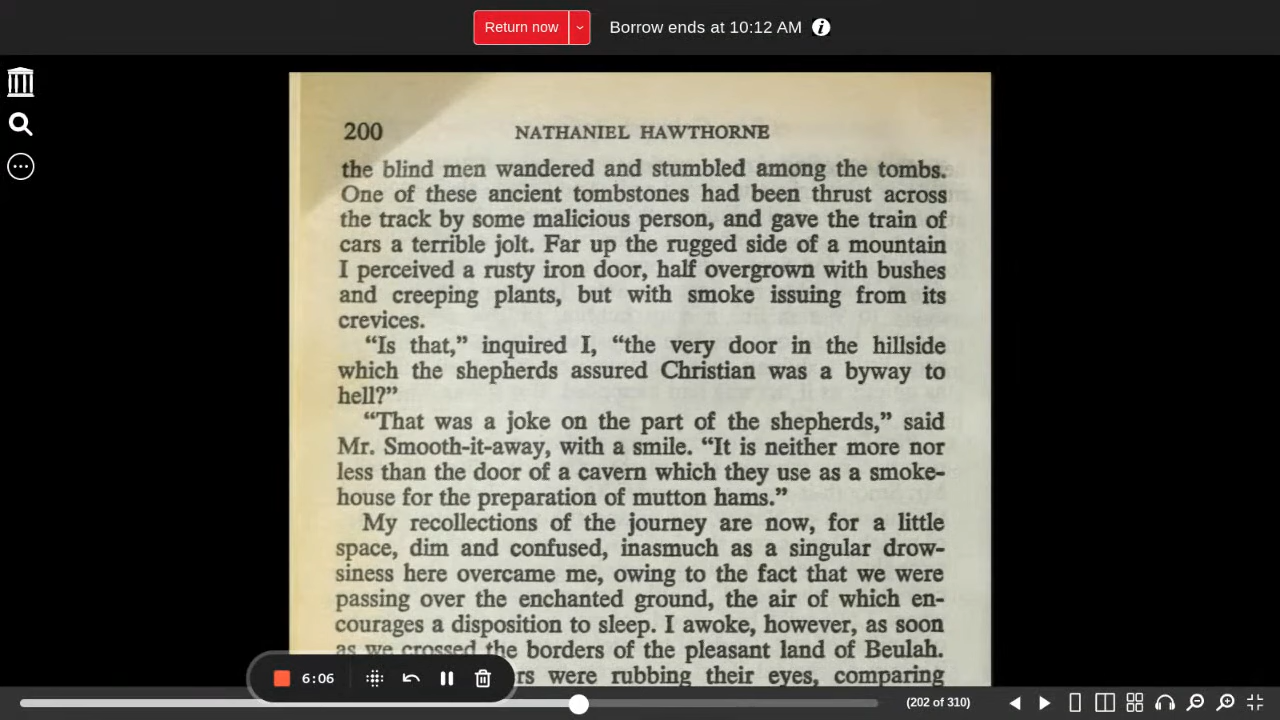 Return now
Borrow ends at 10:12 AM
200 NATHANIEL HAWTHORNE
the blind men wandered and stumbled among the tombs.
One of these ancient tombstones had been thrust across
the track by some malicious person, and gave the train of
cars a terrible jolt. Far up the rugged side of a mountain
I perceived a rusty iron door, half overgrown with bushes
and creeping plants, but with smoke issuing from its
crevices.
“Is that,” inquired I, “the very door in the hillside
which the shepherds assured Christian was a byway to
hell?”
“That was a joke on the part of the shepherds,” said
Mr. Smooth-it-away, with a smile. “It is neither more nor
less than the door of a cavern which they use as a smoke-
house for the preparation of mutton hams.”
My recollections of the journey are now, for a little
space, dim and confused, inasmuch as a singular drow-
siness here overcame me, owing to the fact that we were
passing over the enchanted ground, the air of which en-
courages a disposition to sleep. I awoke, however, as soon
as we crossed the borders of the pleasant land of Beulah.
rs were rubbing their eyes, comparing
6:06
(202 of 310)